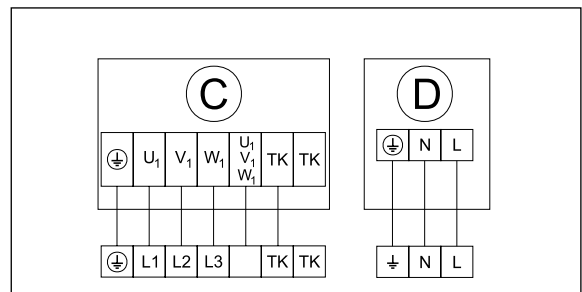 C
⏚ U₁ V₁ W₁ U₁ V₁ W₁ TK TK
⏚ L1 L2 L3 TK TK
D
⏚ N L
⏚ N L